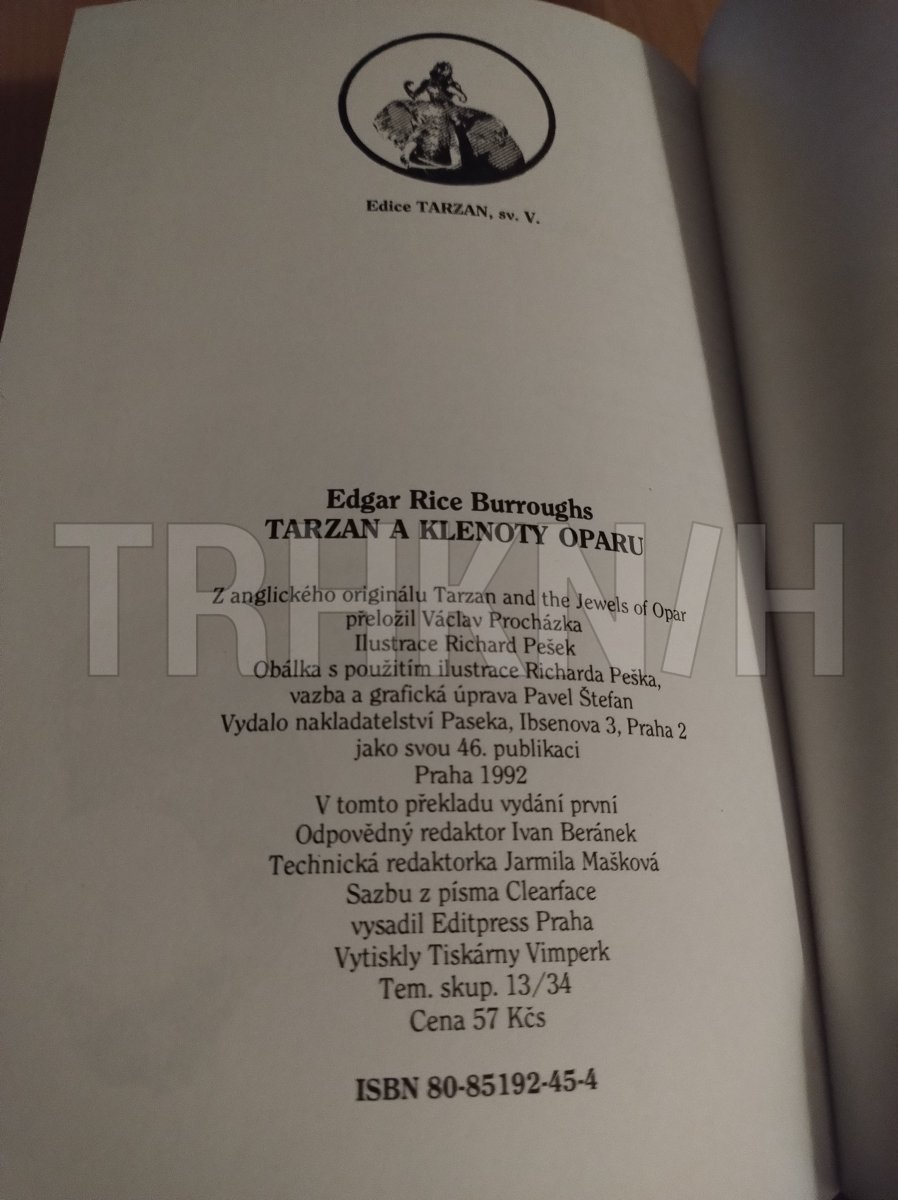 Edice TARZAN, sv. V.
Edgar Rice Burroughs
TARZAN A KLENOTY OPARU
TRHKNIH
Z anglického originálu Tarzan and the Jewels of Opar
přeložil Václav Procházka
Ilustrace Richard Pešek
Obálka s použitím ilustrace Richarda Peška,
vazba a grafická úprava Pavel Štefan
Vydalo nakladatelství Paseka, Ibsenova 3, Praha 2
jako svou 46. publikaci
Praha 1992
V tomto překladu vydání první
Odpovědný redaktor Ivan Beránek
Technická redaktorka Jarmila Mašková
Sazbu z písma Clearface
vysadil Editpress Praha
Vytiskly Tiskárny Vimperk
Tem. skup. 13/34
Cena 57 Kčs
ISBN 80-85192-45-4